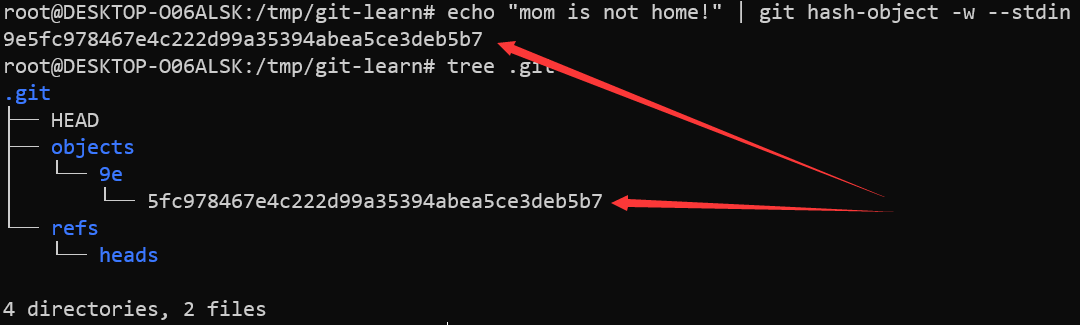 root@DESKTOP-O06ALSK:/tmp/git-learn# echo "mom is not home!" | git hash-object -w --stdin
9e5fc978467e4c222d99a35394abea5ce3deb5b7
root@DESKTOP-O06ALSK:/tmp/git-learn# tree .git
.git
├── HEAD
├── objects
│   └── 9e
│       └── 5fc978467e4c222d99a35394abea5ce3deb5b7
└── refs
    └── heads
4 directories, 2 files